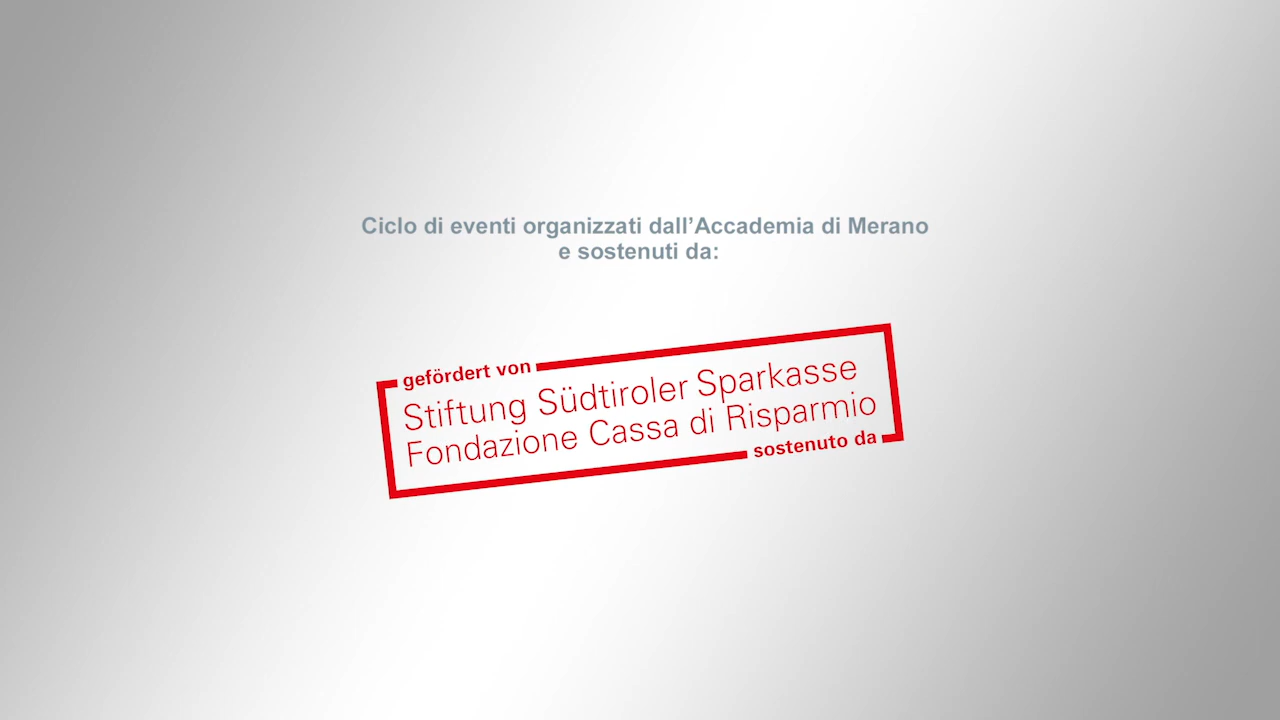 Ciclo di eventi organizzati dall’Accademia di Merano
e sostenuti da:
gefördert von
Stiftung Südtiroler Sparkasse
Fondazione Cassa di Risparmio
sostenuto da